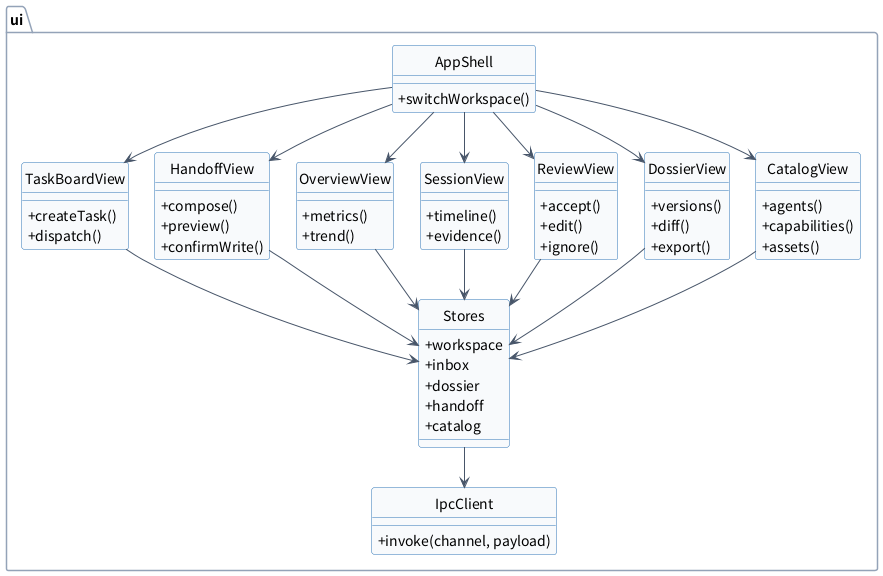 ui
AppShell
+switchWorkspace()
TaskBoardView
+createTask()
+dispatch()
HandoffView
+compose()
+preview()
+confirmWrite()
OverviewView
+metrics()
+trend()
SessionView
+timeline()
+evidence()
ReviewView
+accept()
+edit()
+ignore()
DossierView
+versions()
+diff()
+export()
CatalogView
+agents()
+capabilities()
+assets()
Stores
+workspace
+inbox
+dossier
+handoff
+catalog
IpcClient
+invoke(channel, payload)